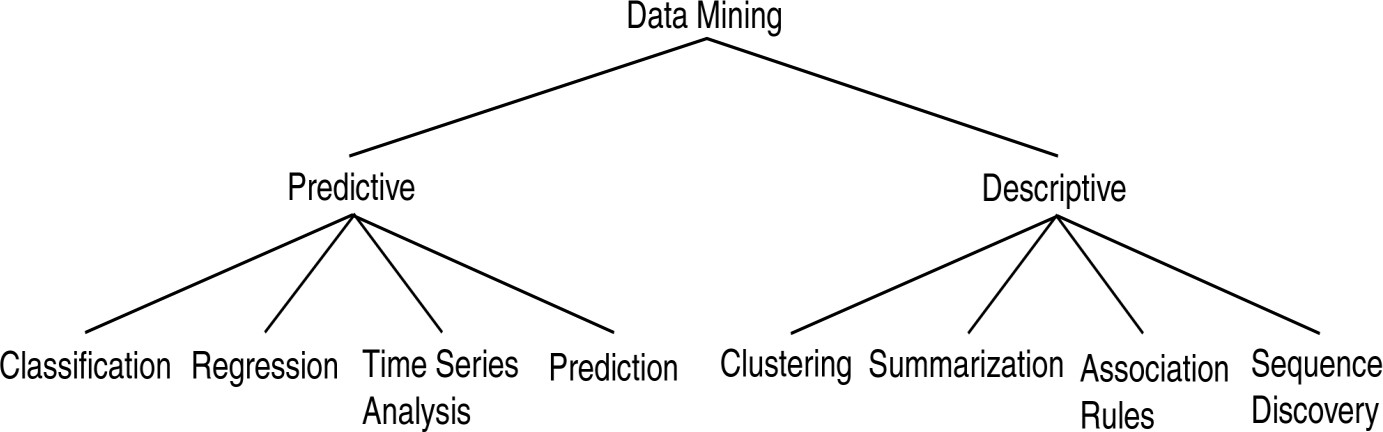 Data Mining
Predictive
Descriptive
Classification
Regression
Time Series
Analysis
Prediction
Clustering
Summarization
Association
Rules
Sequence
Discovery